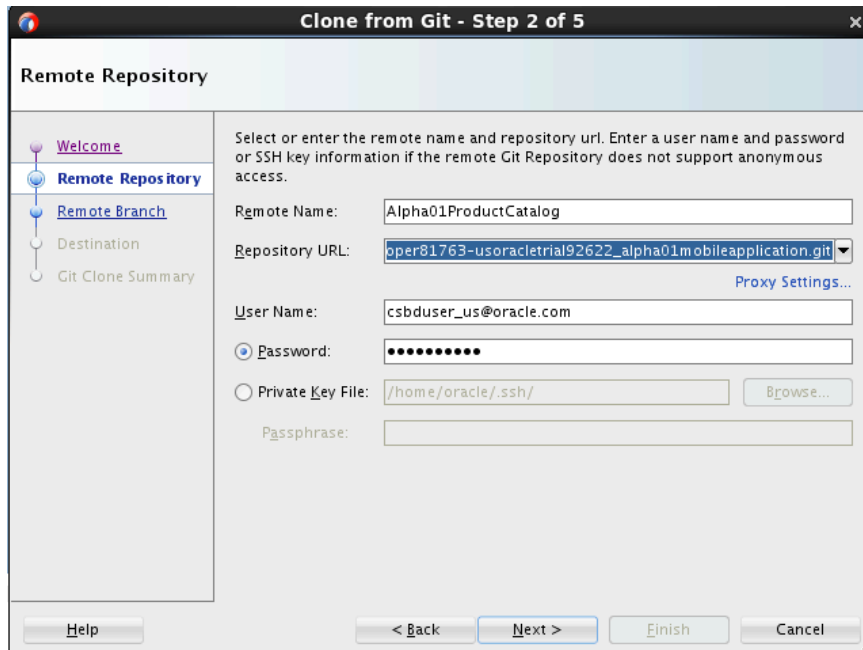 Clone from Git - Step 2 of 5
Remote Repository
Welcome
Remote Repository
Remote Branch
Destination
Git Clone Summary
Select or enter the remote name and repository url. Enter a user name and password
or SSH key information if the remote Git Repository does not support anonymous
access.
Remote Name: Alpha01ProductCatalog
Repository URL: oper81763-usoracletrial92622_alpha01mobileapplication.git
Proxy Settings...
User Name: csbduser_us@oracle.com
Password: ••••••••••
Private Key File: /home/oracle/.ssh/ Browse...
Passphrase:
Help < Back Next > Finish Cancel